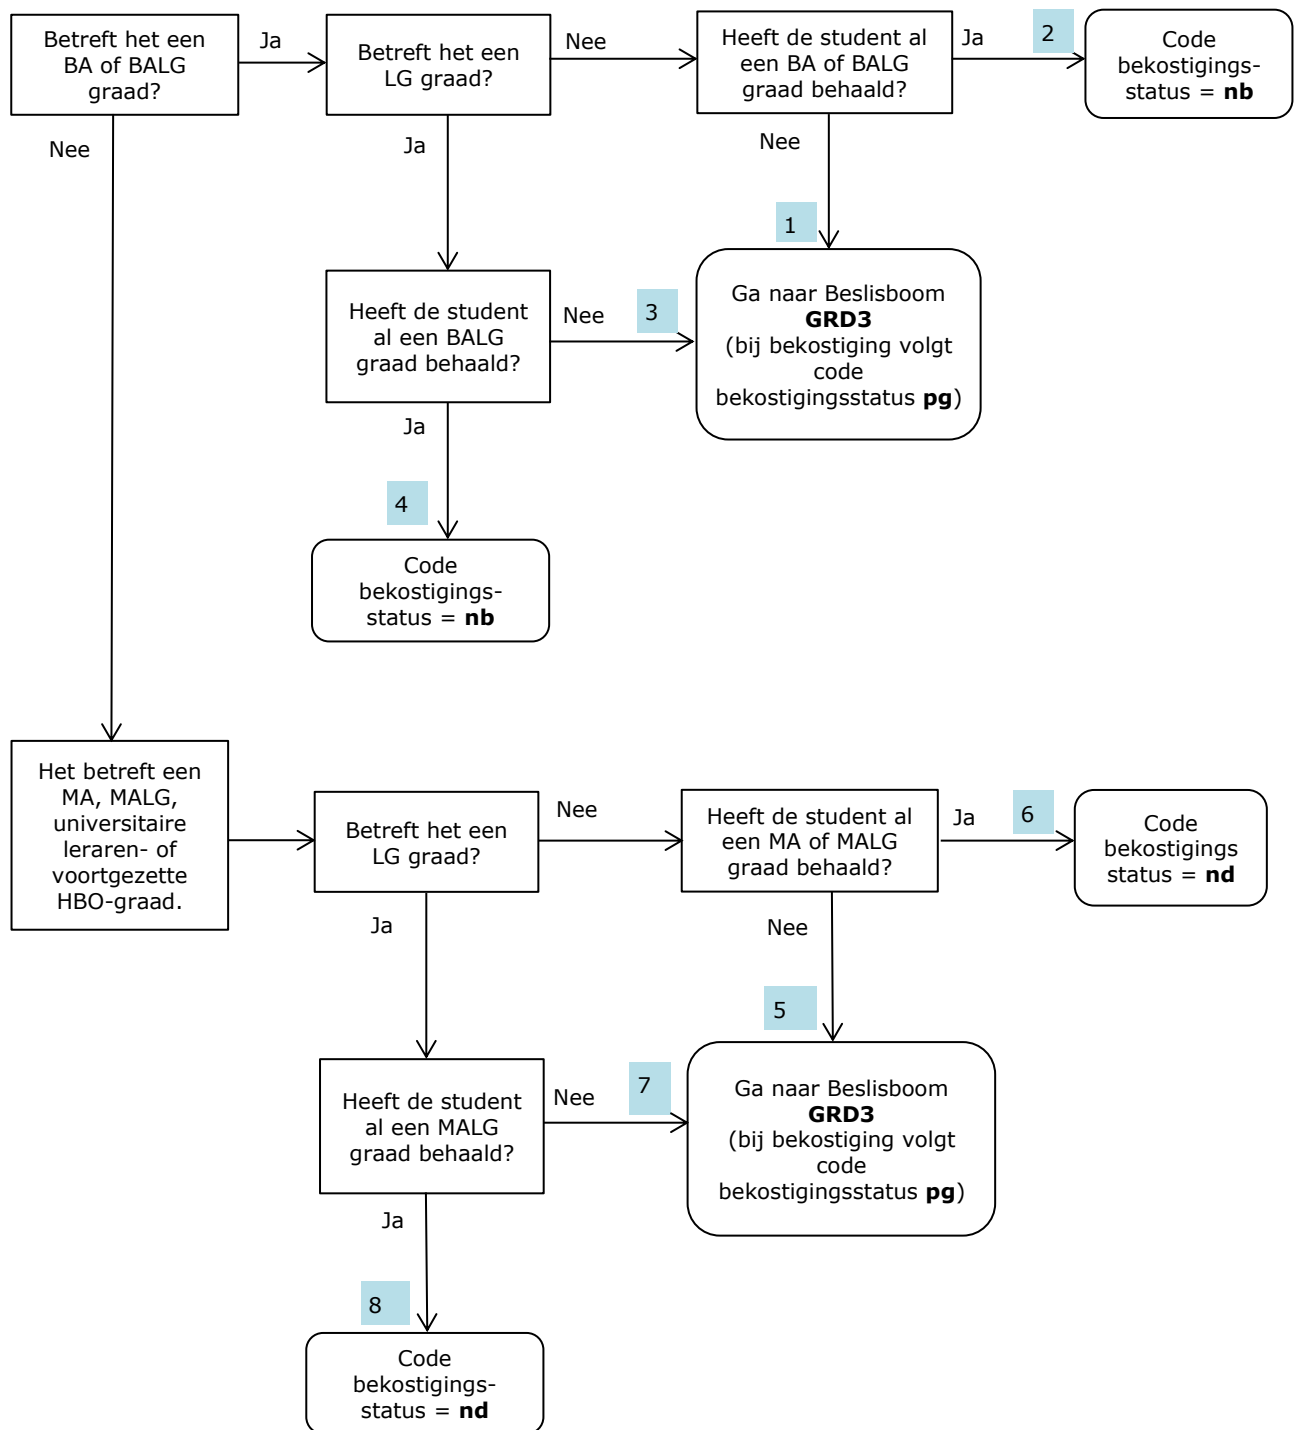 Betreft het een
BA of BALG
graad?
Ja
Betreft het een
LG graad?
Nee
Heeft de student al
een BA of BALG
graad behaald?
Ja
2
Code
bekostigings-
status = nb
Nee
Ja
Nee
1
Heeft de student
al een BALG
graad behaald?
Nee
3
Ga naar Beslisboom
GRD3
(bij bekostiging volgt
code
bekostigingsstatus pg)
Ja
4
Code
bekostigings-
status = nb
Het betreft een
MA, MALG,
universitaire
leraren- of
voortgezette
HBO-graad.
Betreft het een
LG graad?
Nee
Heeft de student al
een MA of MALG
graad behaald?
Ja
6
Code
bekostigings
status = nd
Ja
Nee
5
Heeft de student
al een MALG
graad behaald?
Nee
7
Ga naar Beslisboom
GRD3
(bij bekostiging volgt
code
bekostigingsstatus pg)
Ja
8
Code
bekostigings-
status = nd